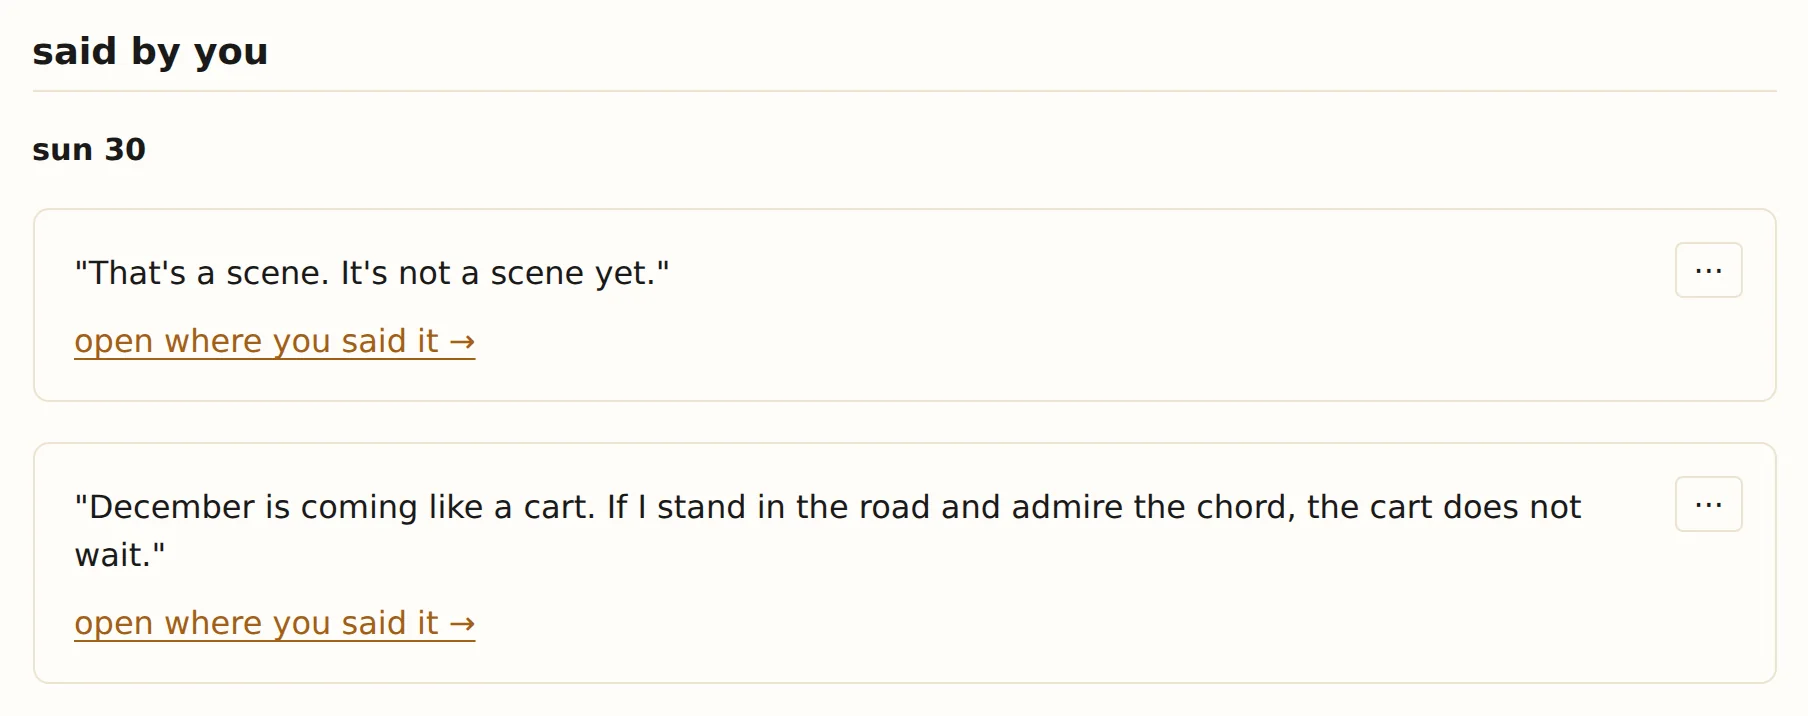 said by you
sun 30
"That's a scene. It's not a scene yet."
...
open where you said it →
"December is coming like a cart. If I stand in the road and admire the chord, the cart does not
wait."
...
open where you said it →